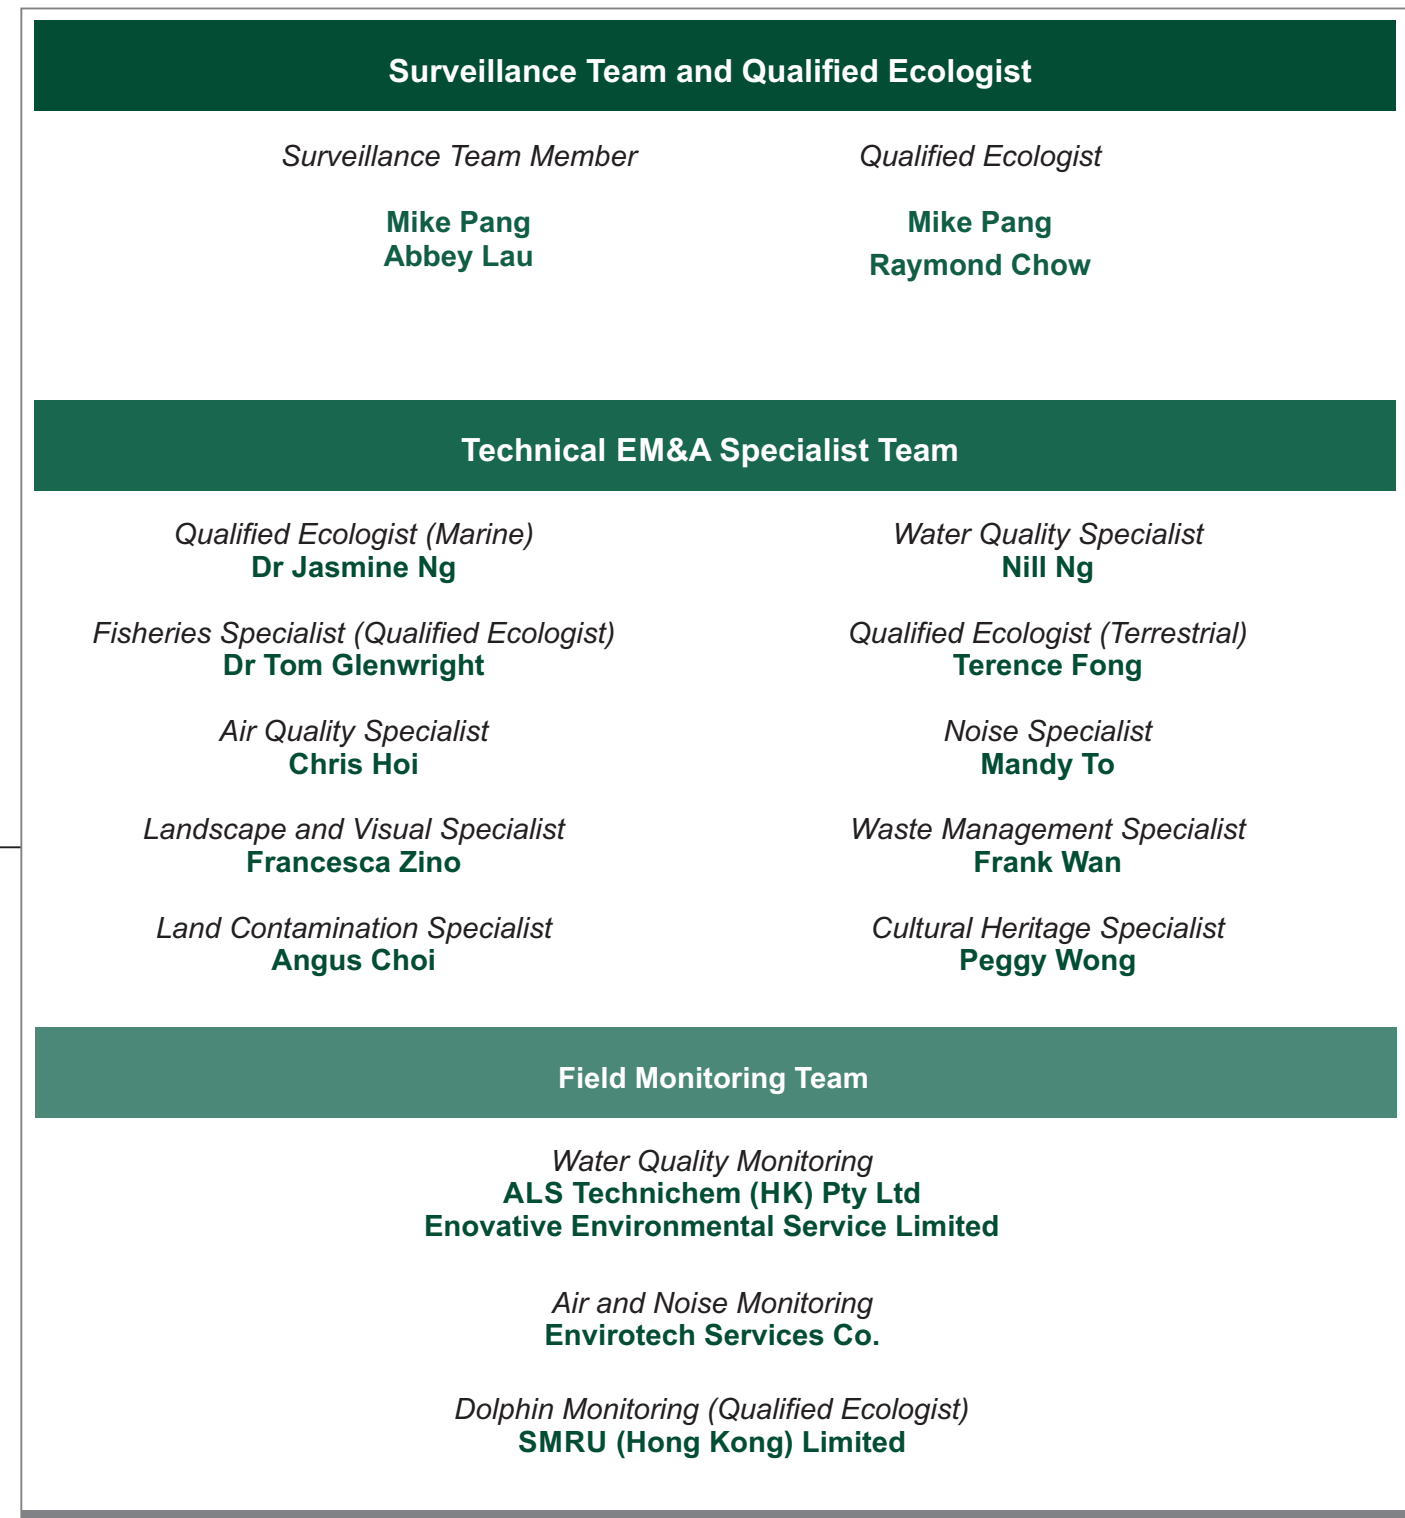 Surveillance Team and Qualified Ecologist
Surveillance Team Member
Mike Pang
Abbey Lau
Qualified Ecologist
Mike Pang
Raymond Chow
Technical EM&A Specialist Team
Qualified Ecologist (Marine)
Dr Jasmine Ng
Water Quality Specialist
Nill Ng
Fisheries Specialist (Qualified Ecologist)
Dr Tom Glenwright
Qualified Ecologist (Terrestrial)
Terence Fong
Air Quality Specialist
Chris Hoi
Noise Specialist
Mandy To
Landscape and Visual Specialist
Francesca Zino
Waste Management Specialist
Frank Wan
Land Contamination Specialist
Angus Choi
Cultural Heritage Specialist
Peggy Wong
Field Monitoring Team
Water Quality Monitoring
ALS Technichem (HK) Pty Ltd
Enovative Environmental Service Limited
Air and Noise Monitoring
Envirotech Services Co.
Dolphin Monitoring (Qualified Ecologist)
SMRU (Hong Kong) Limited